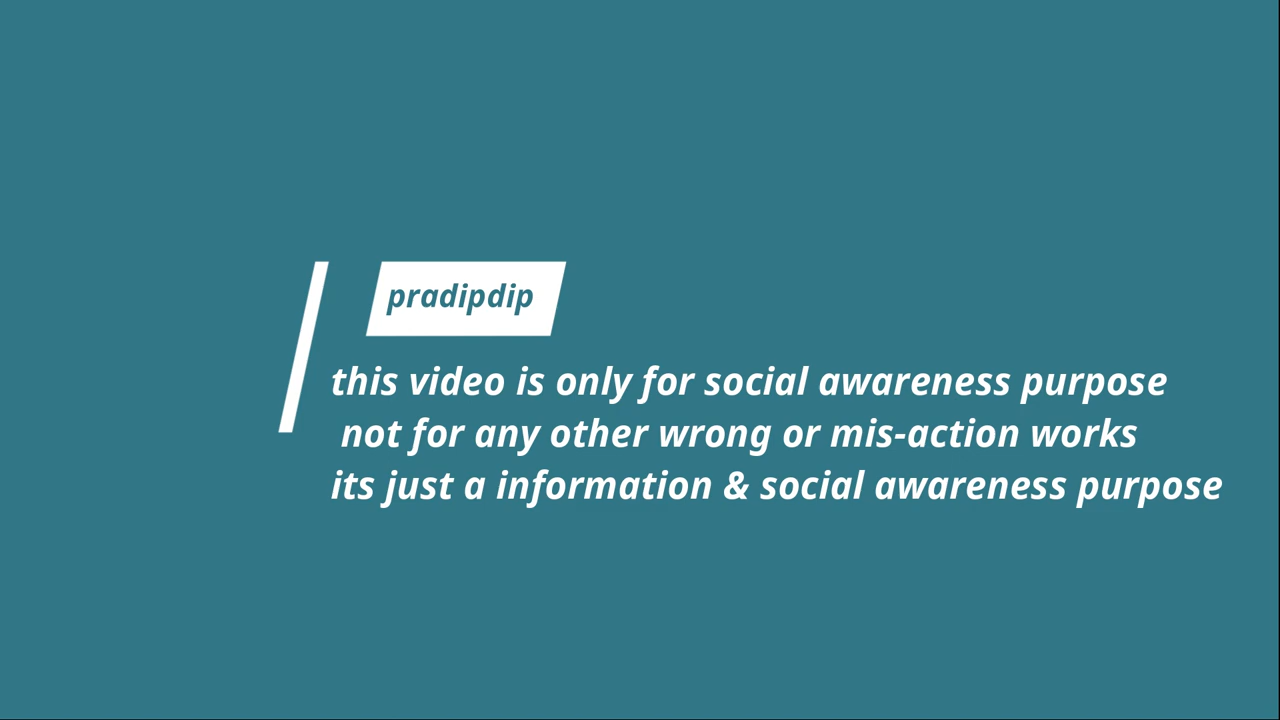 pradipdip
this video is only for social awareness purpose
not for any other wrong or mis-action works
its just a information & social awareness purpose